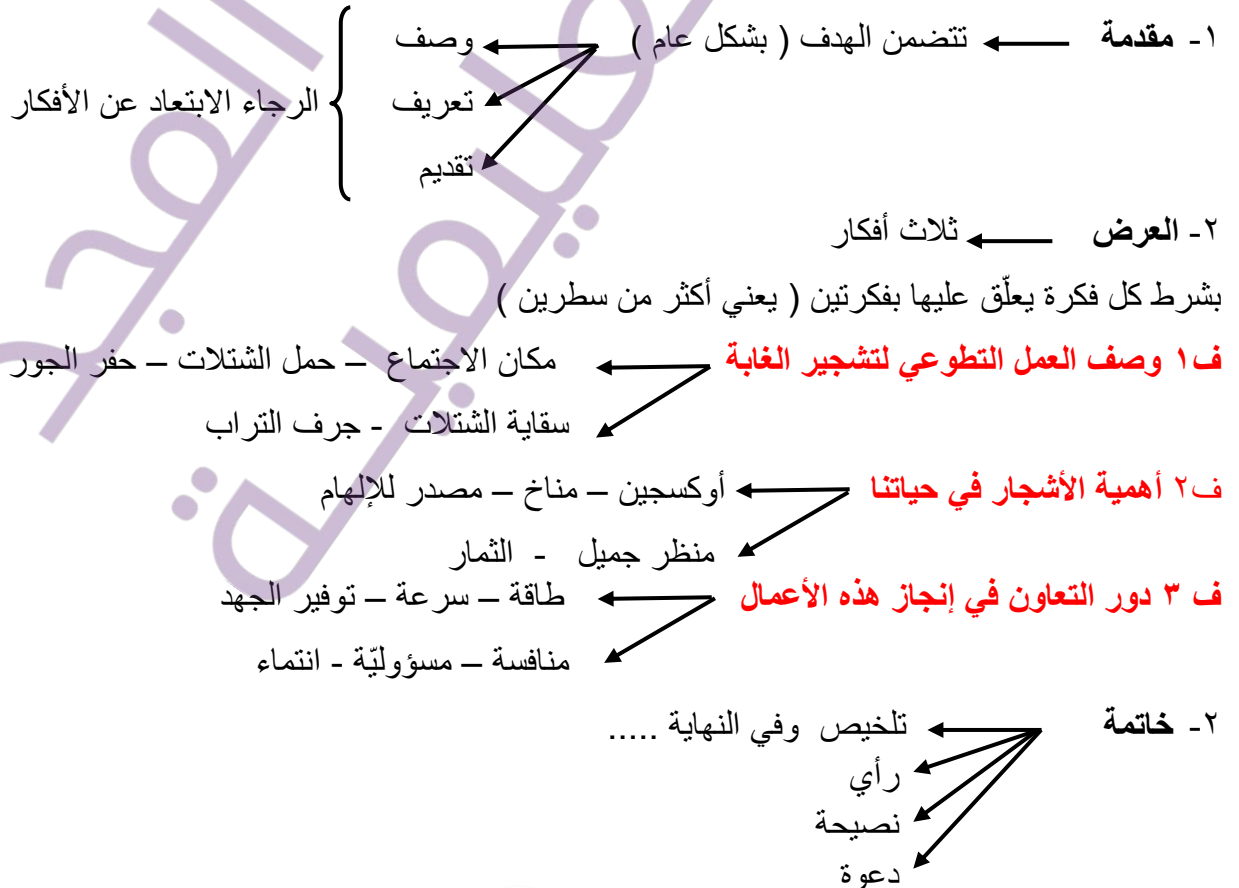 ١- مقدمة تتضمن الهدف ( بشكل عام ) وصف
تعريف الرجاء الابتعاد عن الأفكار
تقديم
٢- العرض ثلاث أفكار
بشرط كل فكرة يعلّق عليها بفكرتين ( يعني أكثر من سطرين )
ف١ وصف العمل التطوعي لتشجير الغابة مكان الاجتماع – حمل الشتلات – حفر الجور
سقاية الشتلات - جرف التراب
ف٢ أهمية الأشجار في حياتنا أوكسجين – مناخ – مصدر للإلهام
منظر جميل - الثمار
ف ٣ دور التعاون في إنجاز هذه الأعمال طاقة – سرعة – توفير الجهد
منافسة – مسؤوليّة - انتماء
٢- خاتمة تلخيص وفي النهاية .....
رأي
نصيحة
دعوة